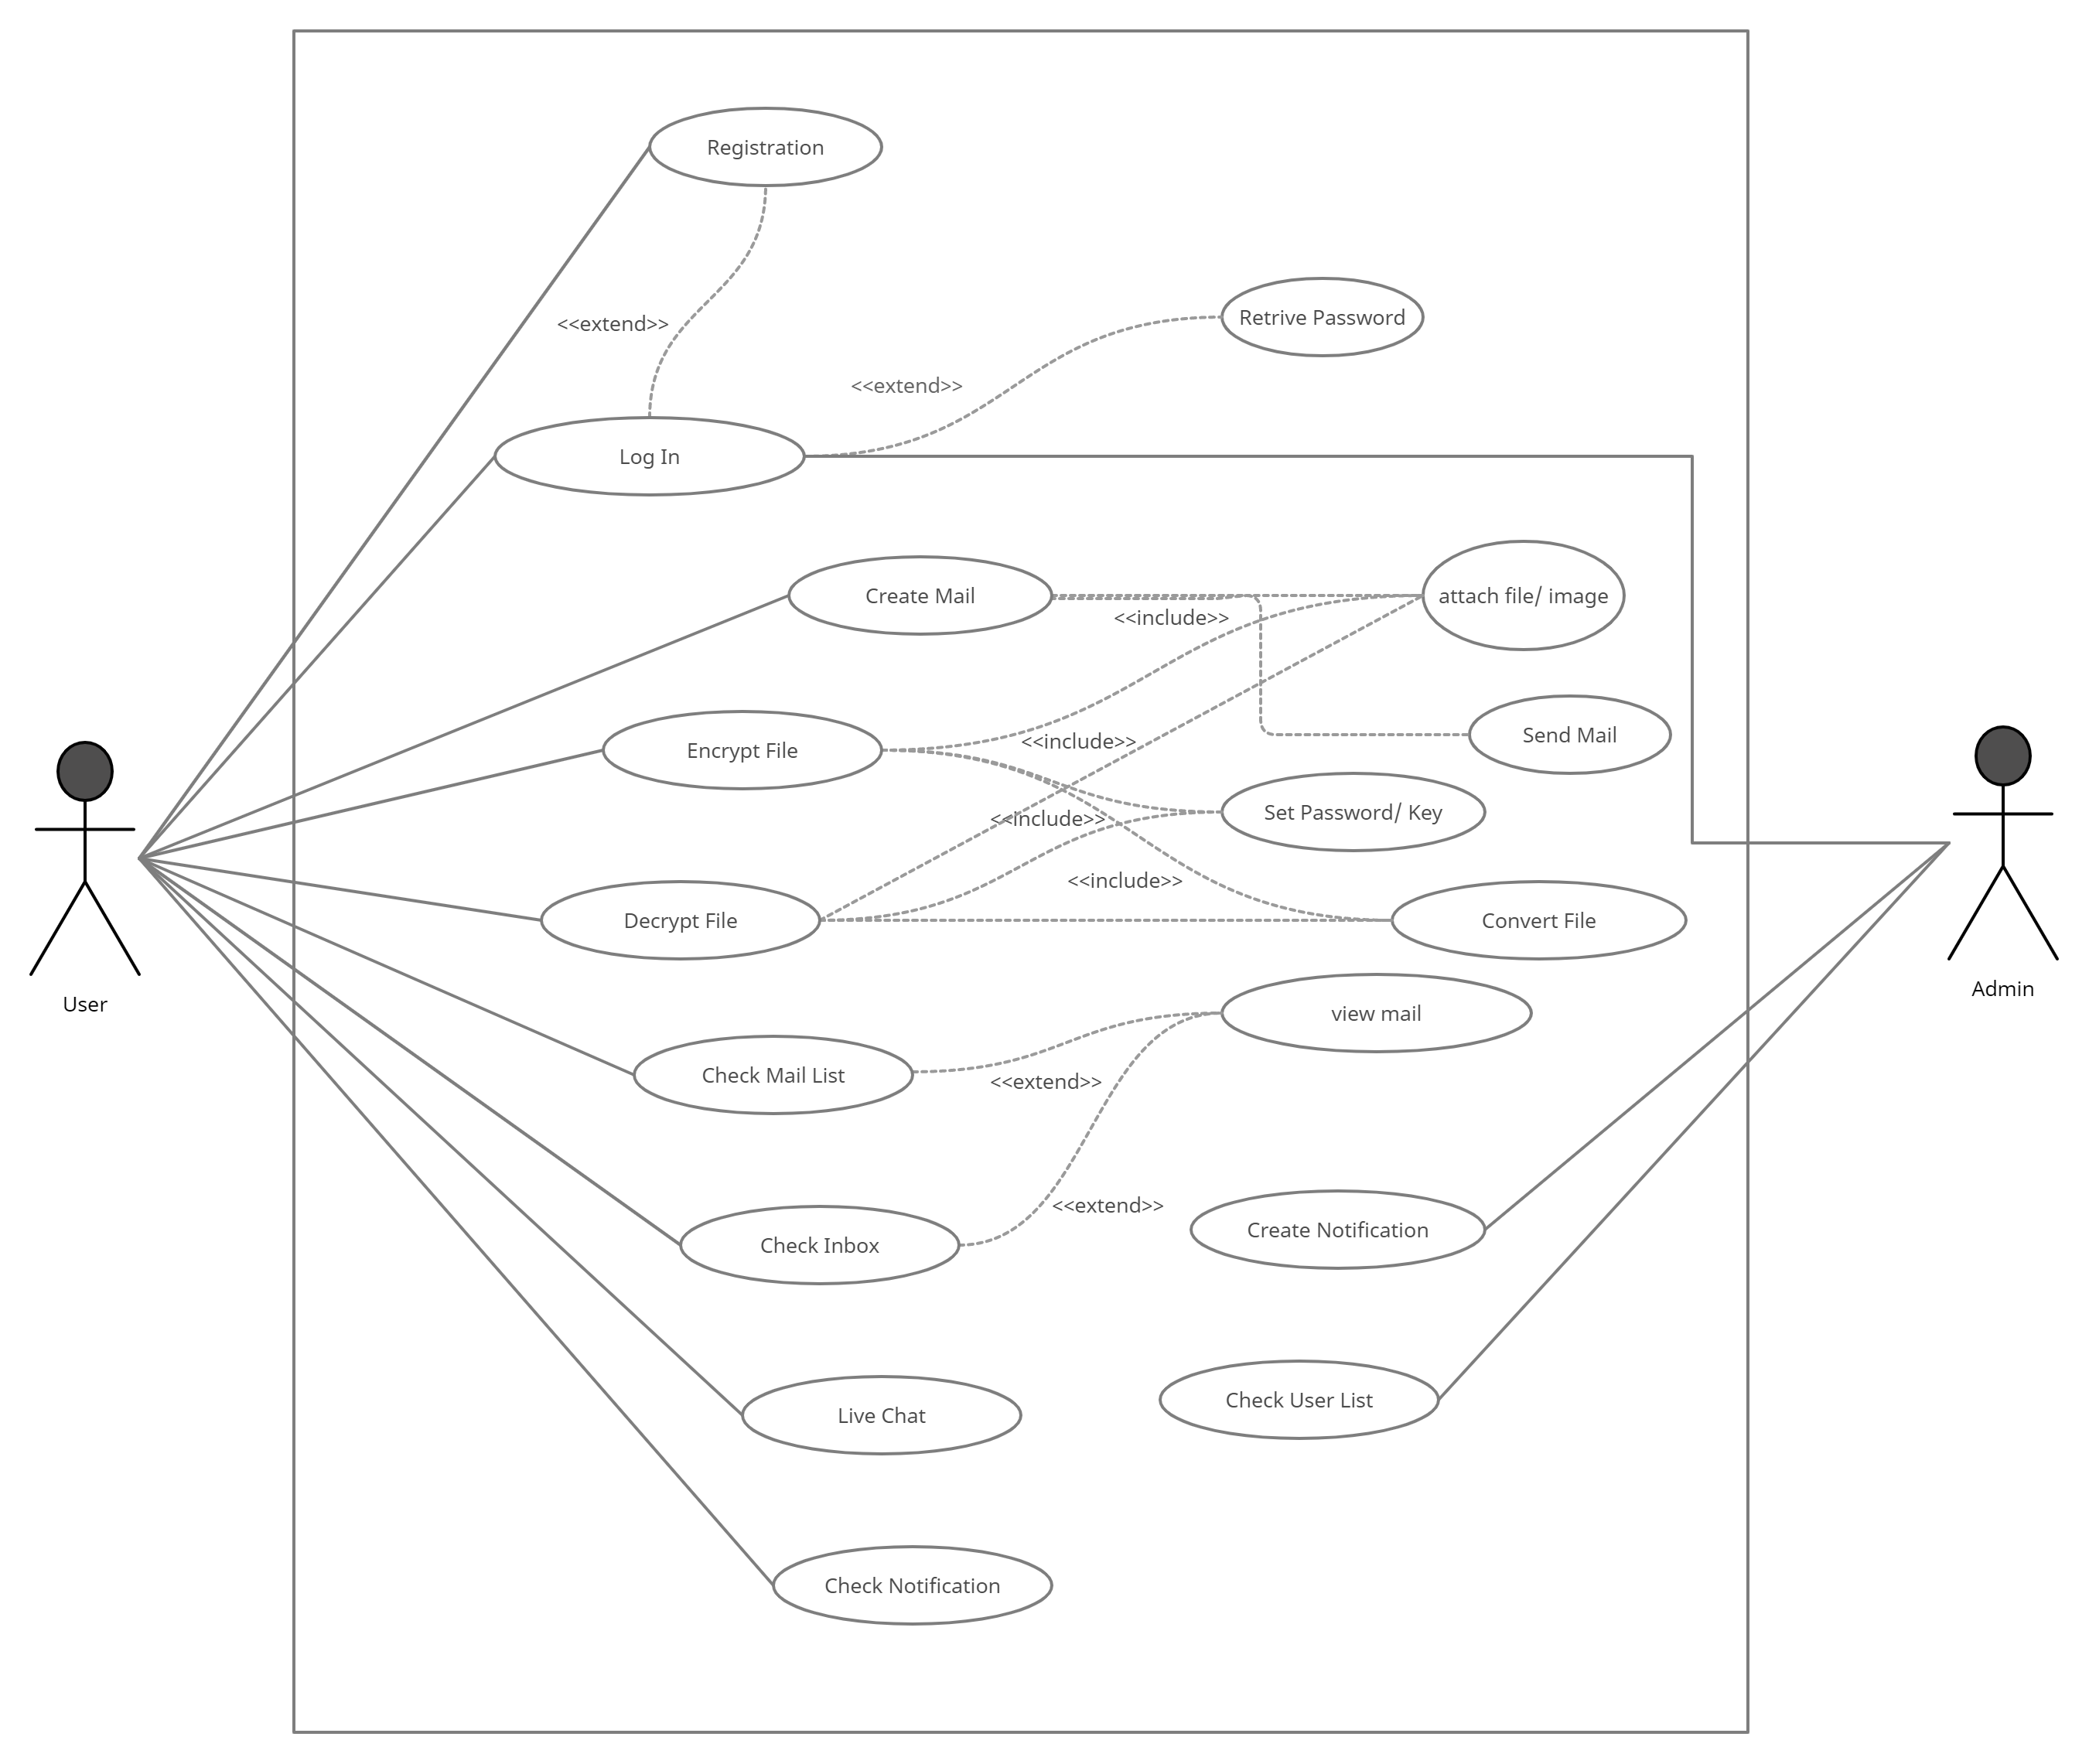 Registration
Retrive Password
<<extend>>
<<extend>>
Log In
Create Mail
attach file/ image
<<include>>
Send Mail
Encrypt File
<<include>>
Set Password/ Key
<<include>>
<<include>>
Decrypt File
Convert File
User
Admin
view mail
Check Mail List
<<extend>>
<<extend>>
Create Notification
Check Inbox
Check User List
Live Chat
Check Notification